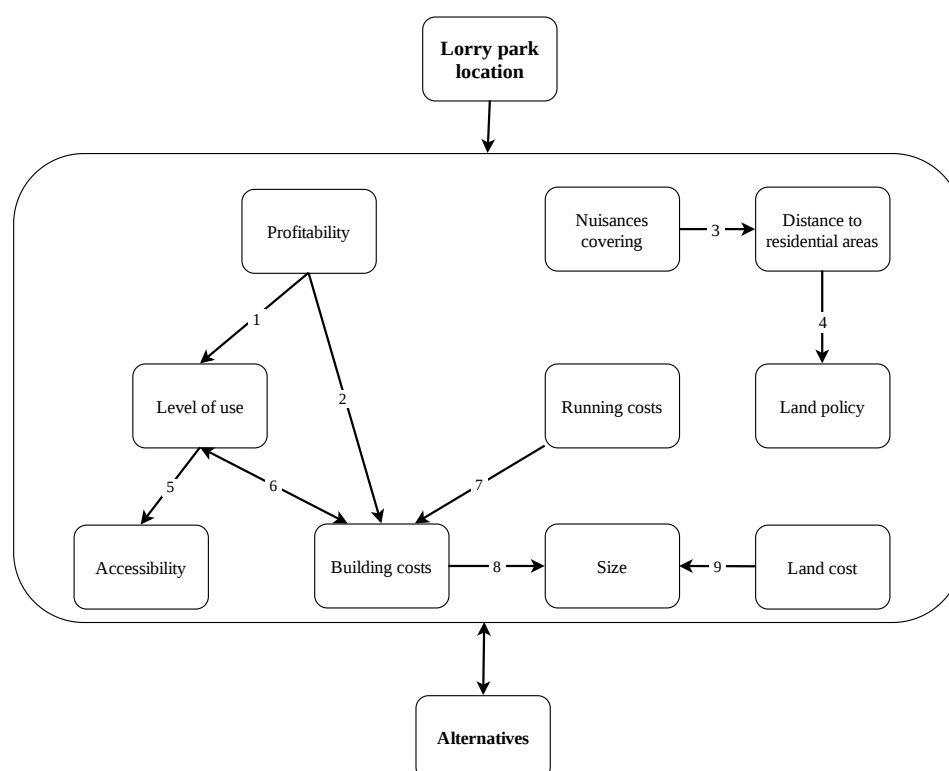 Lorry park
location
Profitability
Nuisances
covering
3
Distance to
residential areas
1
4
Level of use
2
Running costs
Land policy
5
6
7
Accessibility
Building costs
8
Size
9
Land cost
Alternatives